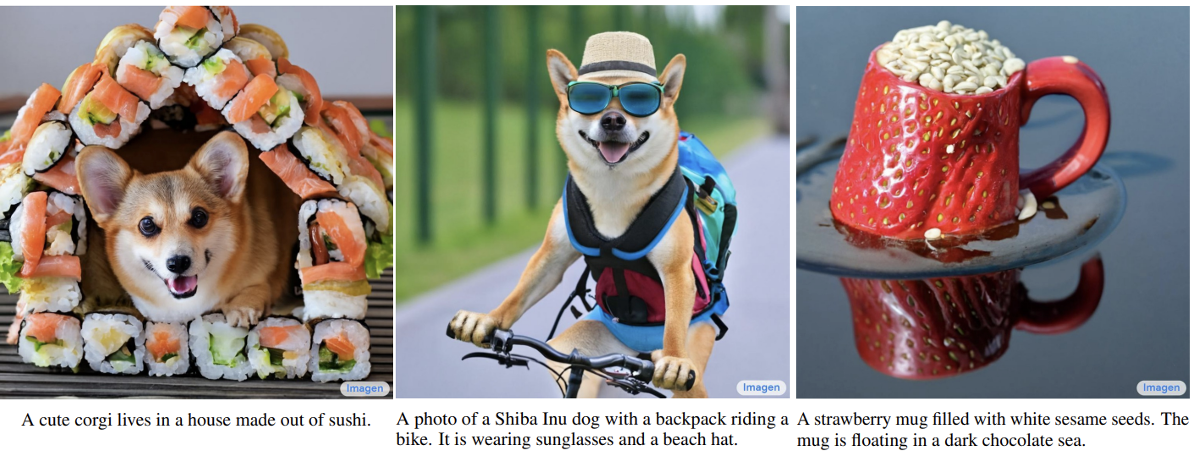 Imagen
Imagen
Imagen
A cute corgi lives in a house made out of sushi.
A photo of a Shiba Inu dog with a backpack riding a
bike. It is wearing sunglasses and a beach hat.
A strawberry mug filled with white sesame seeds. The
mug is floating in a dark chocolate sea.